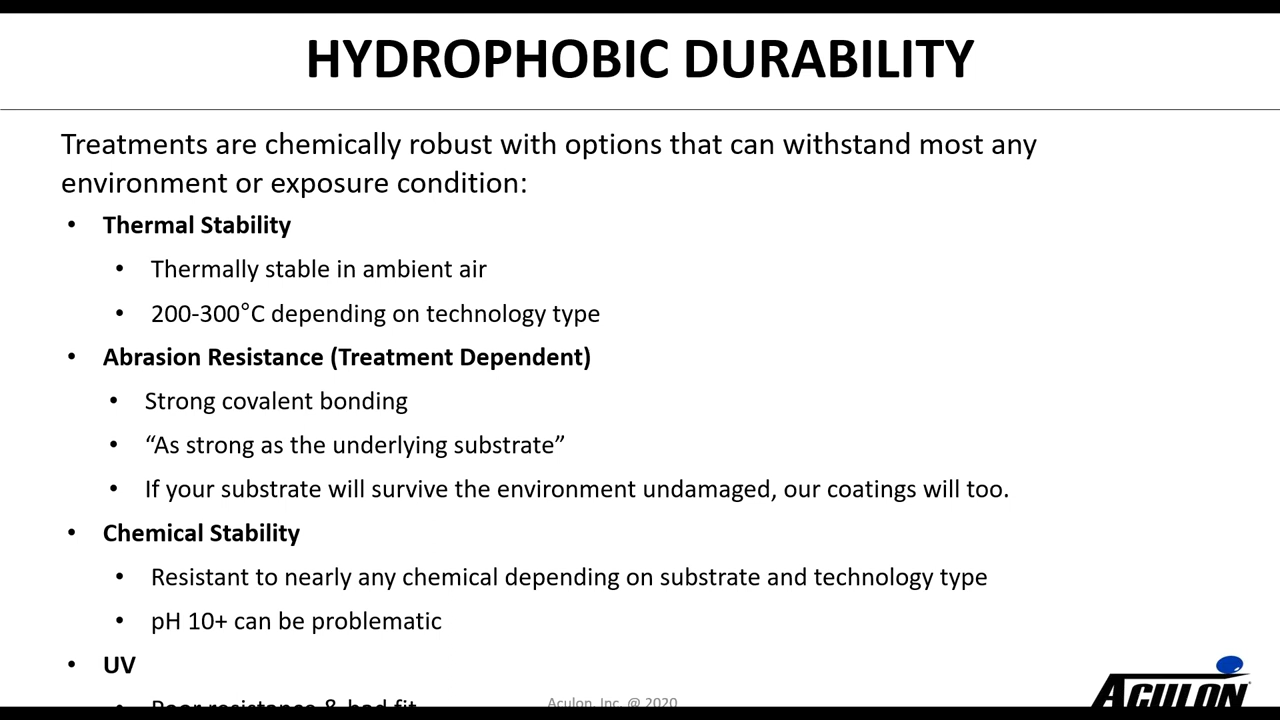 HYDROPHOBIC DURABILITY
Treatments are chemically robust with options that can withstand most any
environment or exposure condition:
• Thermal Stability
• Thermally stable in ambient air
• 200-300°C depending on technology type
• Abrasion Resistance (Treatment Dependent)
• Strong covalent bonding
• “As strong as the underlying substrate”
• If your substrate will survive the environment undamaged, our coatings will too.
• Chemical Stability
• Resistant to nearly any chemical depending on substrate and technology type
• pH 10+ can be problematic
• UV
• Poor resistance & bad fit
Aculon, Inc. @ 2020
ACULON